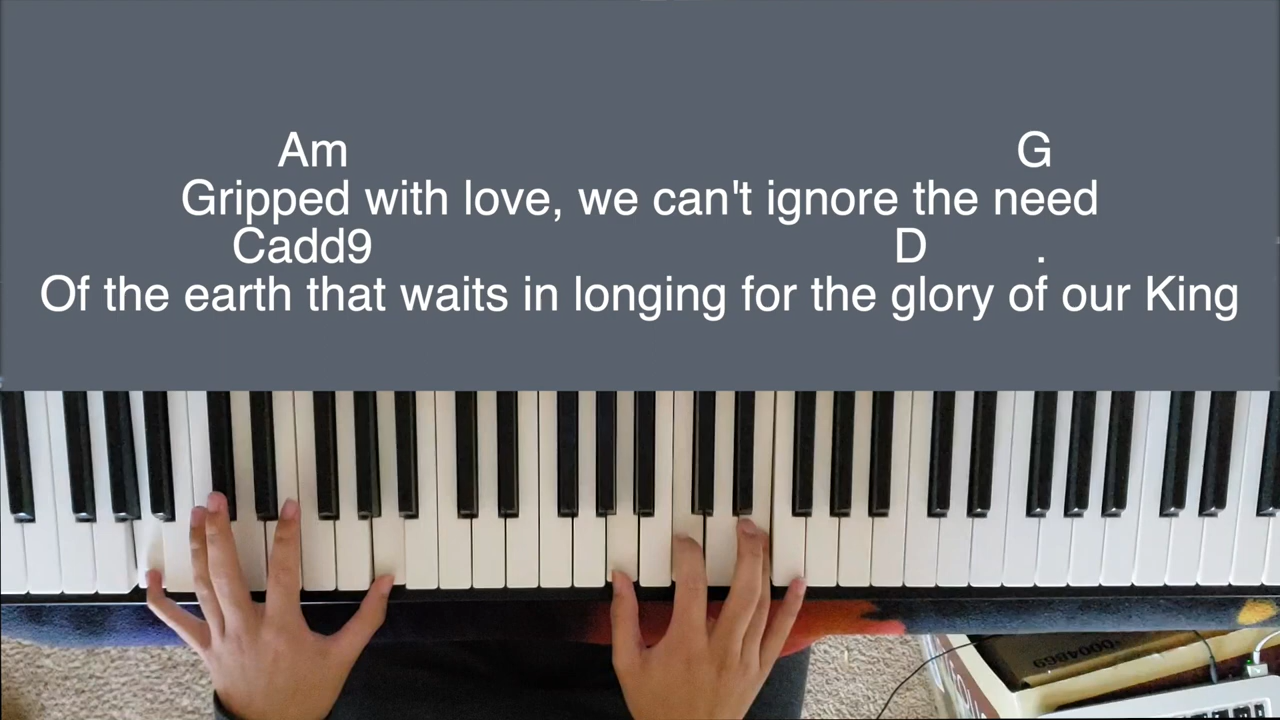 Am G
Gripped with love, we can't ignore the need
Cadd9 D .
Of the earth that waits in longing for the glory of our King
0004869